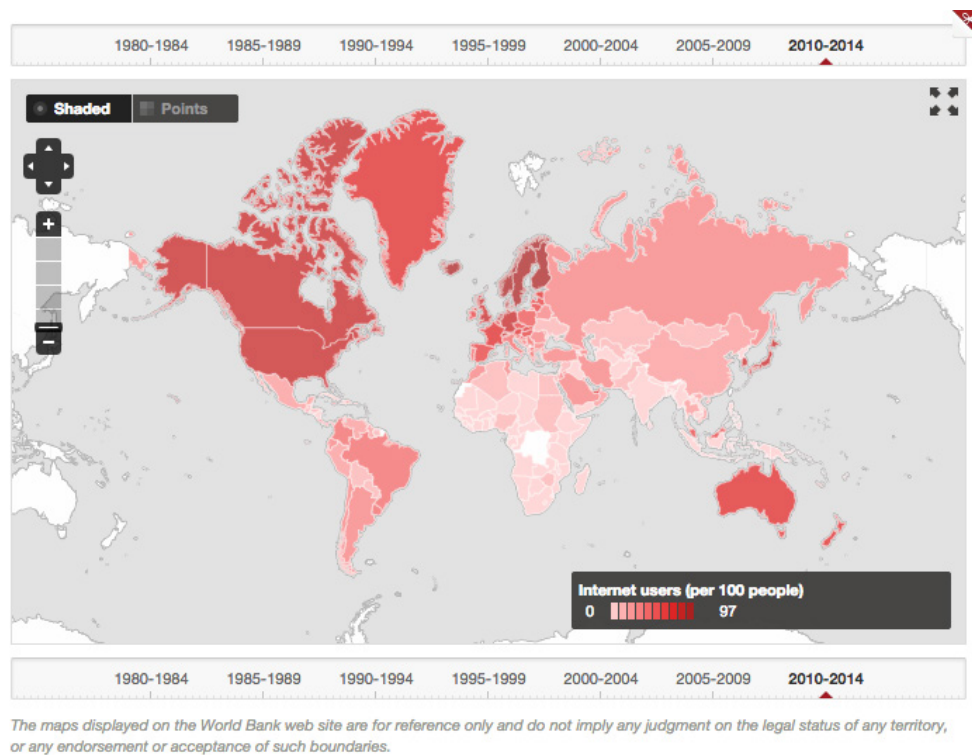 1980-1984 1985-1989 1990-1994 1995-1999 2000-2004 2005-2009 2010-2014
Shaded Points
+
−
Internet users (per 100 people)
0 97
1980-1984 1985-1989 1990-1994 1995-1999 2000-2004 2005-2009 2010-2014
The maps displayed on the World Bank web site are for reference only and do not imply any judgment on the legal status of any territory,
or any endorsement or acceptance of such boundaries.